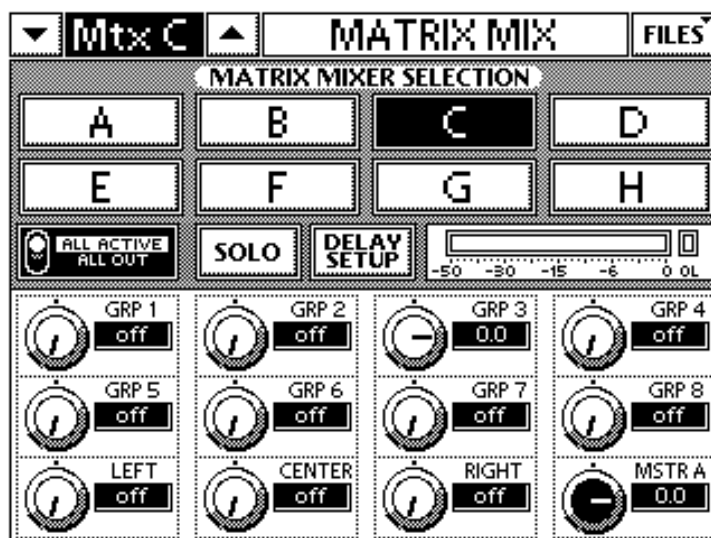 Mtx C MATRIX MIX FILES
MATRIX MIXER SELECTION
A B C D
E F G H
ALL ACTIVE
ALL OUT
SOLO
DELAY
SETUP
-50 -30 -15 -6 0 OL
GRP 1 GRP 2 GRP 3 GRP 4
off off 0.0 off
GRP 5 GRP 6 GRP 7 GRP 8
off off off off
LEFT CENTER RIGHT MSTR A
off off off 0.0